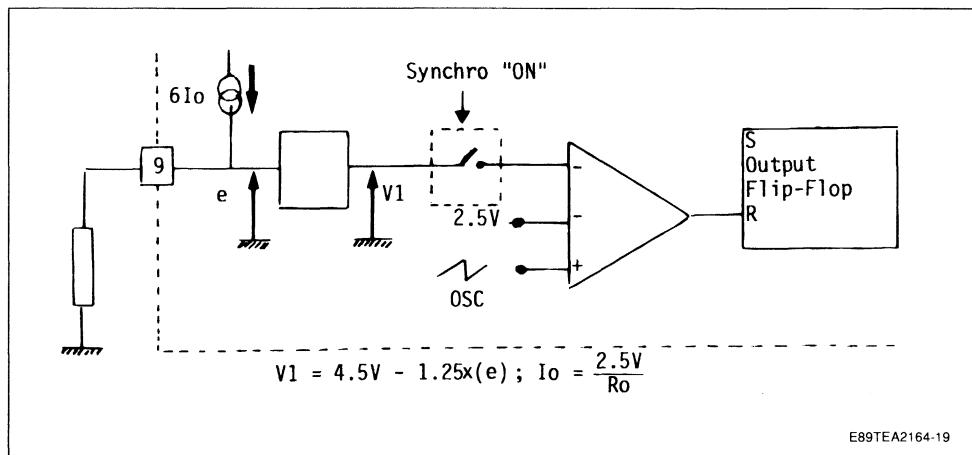 Synchro "ON"
6Io
9
e
V1
2.5V
OSC
-
-
+
S
Output
Flip-Flop
R
V1 = 4.5V - 1.25x(e) ; Io = 2.5V / Ro
E89TEA2164-19